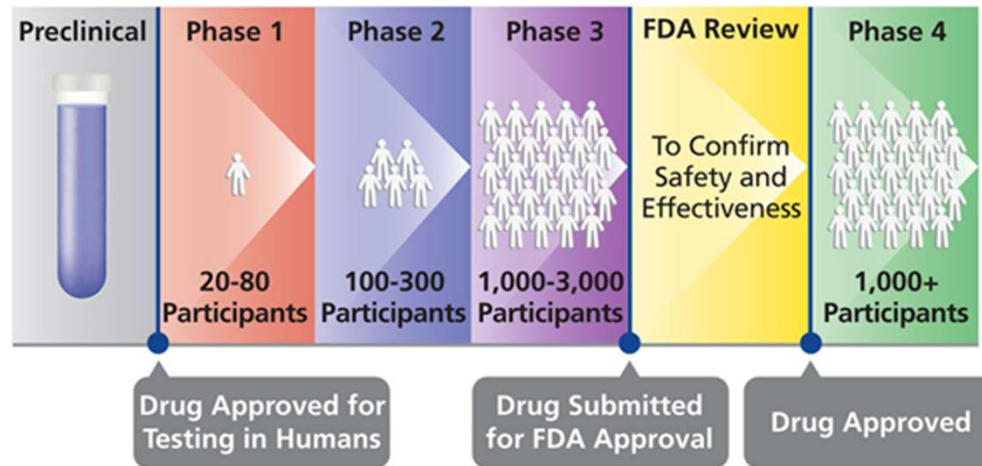 Preclinical
Phase 1
Phase 2
Phase 3
FDA Review
Phase 4
To Confirm
Safety and
Effectiveness
20-80
Participants
100-300
Participants
1,000-3,000
Participants
1,000+
Participants
Drug Approved for
Testing in Humans
Drug Submitted
for FDA Approval
Drug Approved